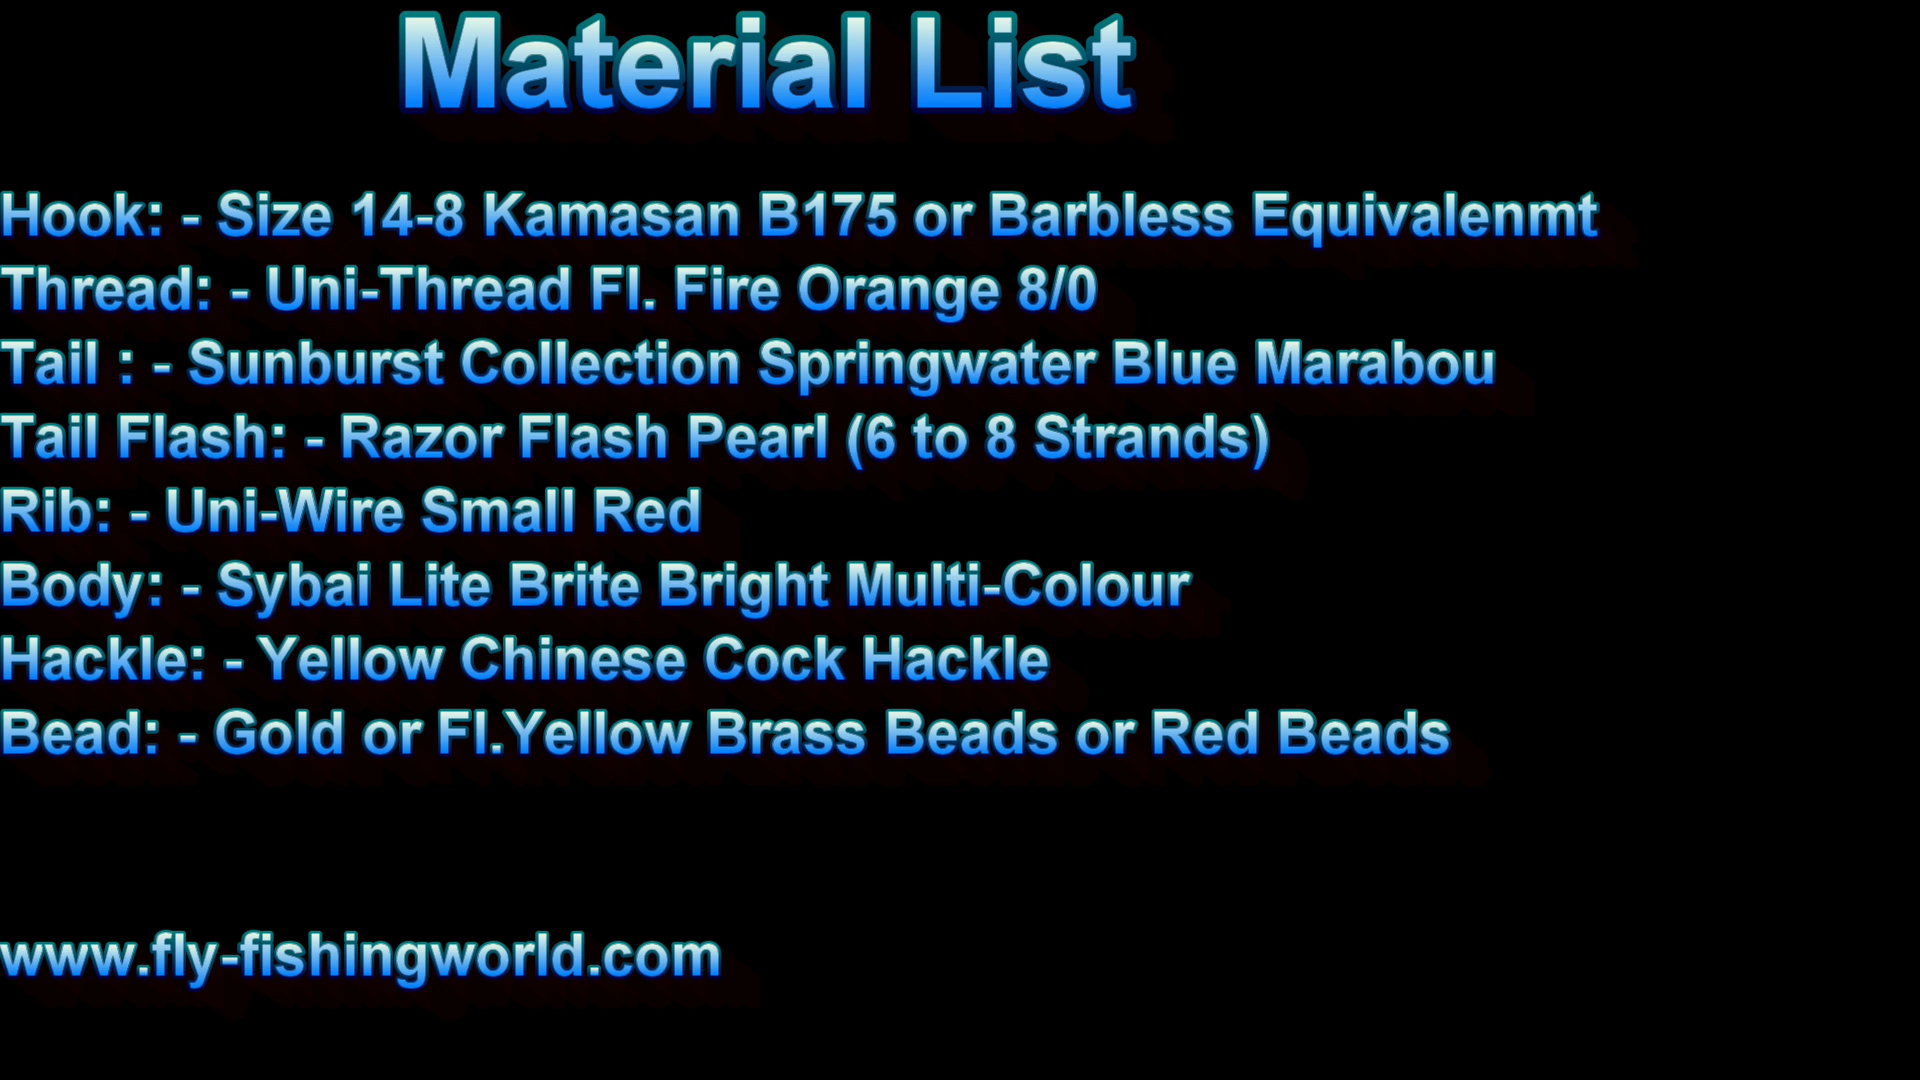 Material List
Hook: - Size 14-8 Kamasan B175 or Barbless Equivalenmt
Thread: - Uni-Thread Fl. Fire Orange 8/0
Tail : - Sunburst Collection Springwater Blue Marabou
Tail Flash: - Razor Flash Pearl (6 to 8 Strands)
Rib: - Uni-Wire Small Red
Body: - Sybai Lite Brite Bright Multi-Colour
Hackle: - Yellow Chinese Cock Hackle
Bead: - Gold or Fl.Yellow Brass Beads or Red Beads
www.fly-fishingworld.com